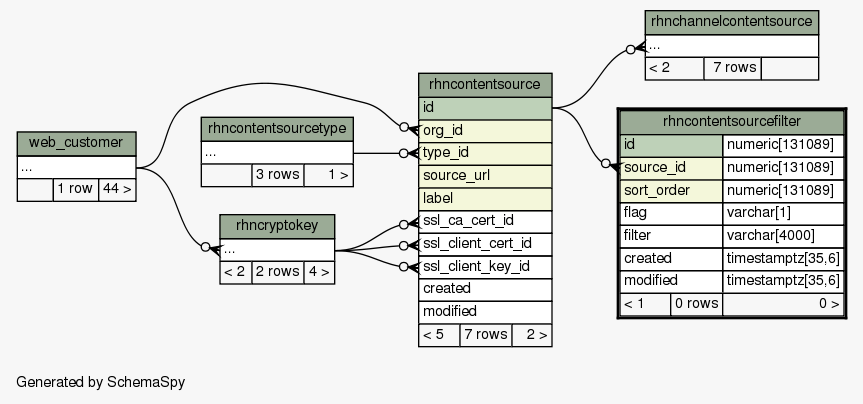 rhnchannelcontentsource
...
< 2 7 rows
rhncontentsource
id
org_id
type_id
source_url
label
ssl_ca_cert_id
ssl_client_cert_id
ssl_client_key_id
created
modified
< 5 7 rows 2 >
rhncontentsourcefilter
id numeric[131089]
source_id numeric[131089]
sort_order numeric[131089]
flag varchar[1]
filter varchar[4000]
created timestamptz[35,6]
modified timestamptz[35,6]
< 1 0 rows 0 >
rhncontentsourcetype
...
3 rows 1 >
web_customer
...
1 row 44 >
rhncryptokey
...
< 2 2 rows 4 >
Generated by SchemaSpy